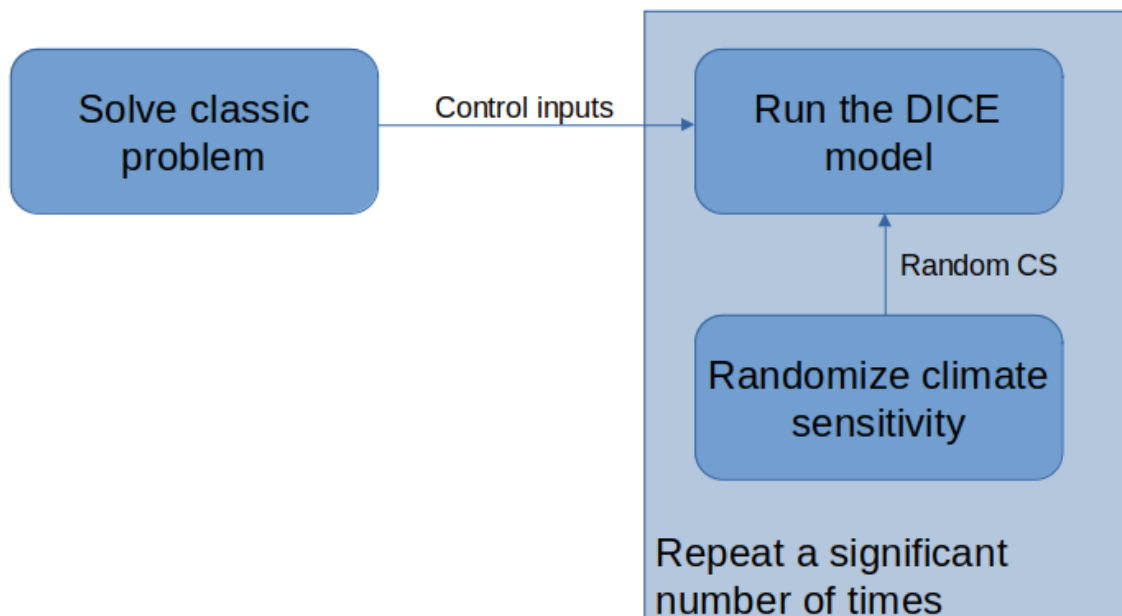 Solve classic
problem
Control inputs
Run the DICE
model
Random CS
Randomize climate
sensitivity
Repeat a significant
number of times